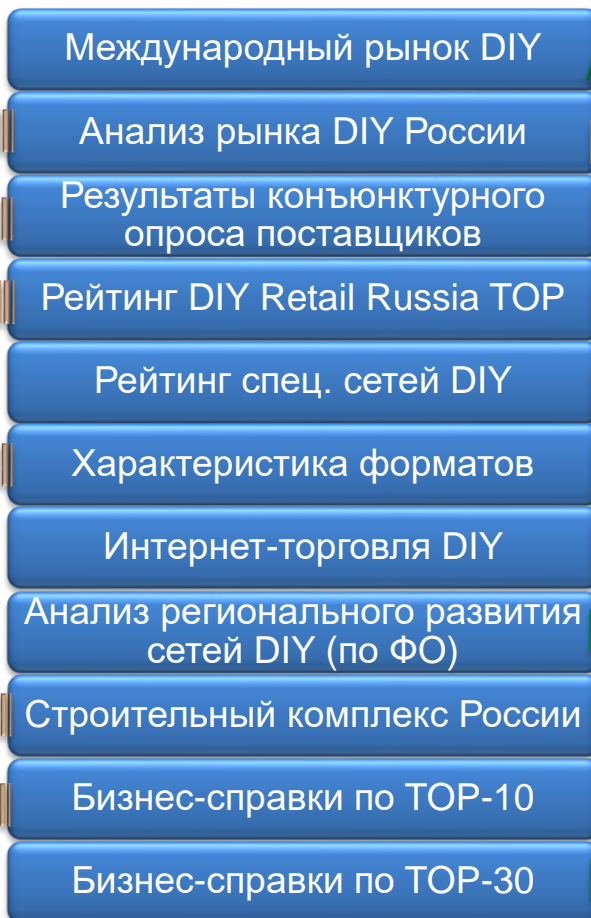 Международный рынок DIY
Анализ рынка DIY России
Результаты конъюнктурного
опроса поставщиков
Рейтинг DIY Retail Russia TOP
Рейтинг спец. сетей DIY
Характеристика форматов
Интернет-торговля DIY
Анализ регионального развития
сетей DIY (по ФО)
Строительный комплекс России
Бизнес-справки по TOP-10
Бизнес-справки по TOP-30